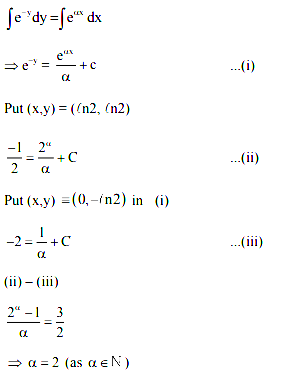 ∫e^{-y}dy = ∫e^{αx} dx
⇒ e^{-y} = e^{αx}/α + c ...(i)
Put (x,y) = (ℓn2, ℓn2)
-1/2 = 2^α/α + C ...(ii)
Put (x,y) ≡ (0, -ℓn2) in (i)
-2 = 1/α + C ...(iii)
(ii) – (iii)
(2^α - 1)/α = 3/2
⇒ α = 2 (as α ∈ ℕ)